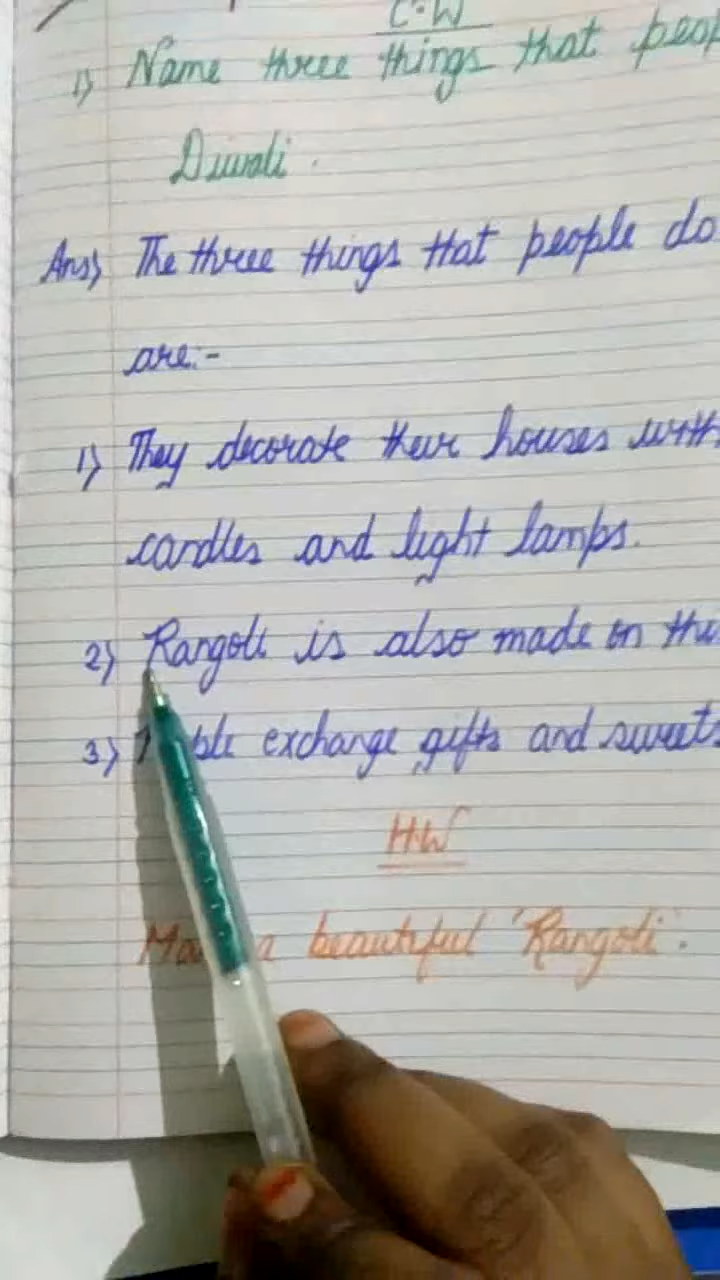 C.W
1) Name three things that peop
Diwali.
Ans) The three things that people do
are:-
1) They decorate their houses with
candles and light lamps.
2) Rangoli is also made on thi
3) exchange gifts and sweets
H.W
a beautiful 'Rangoli'.